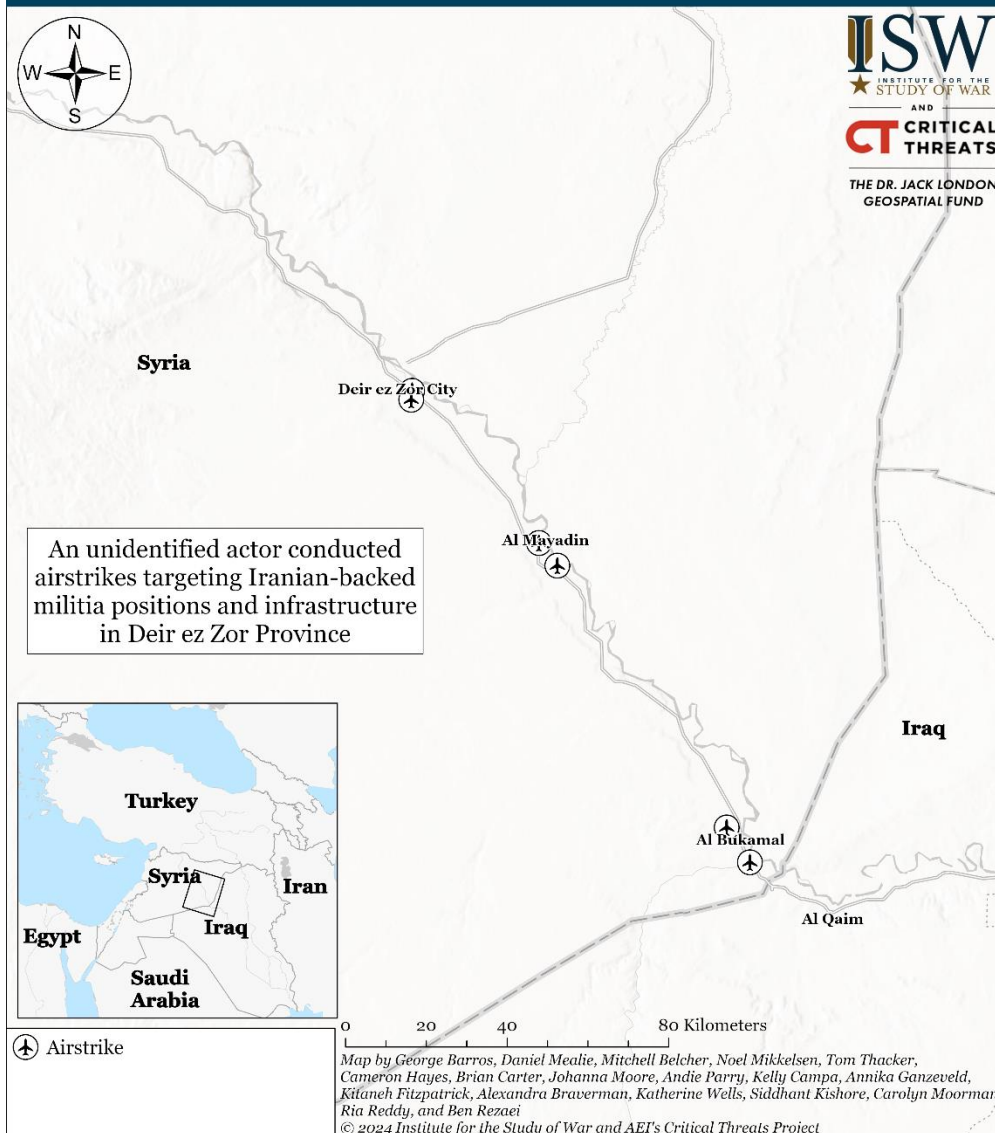 N
W E
S
ISW
INSTITUTE FOR THE
STUDY OF WAR
AND
CT CRITICAL
THREATS
THE DR. JACK LONDON
GEOSPATIAL FUND
Syria
Deir ez Zor City
Al Mayadin
An unidentified actor conducted
airstrikes targeting Iranian-backed
militia positions and infrastructure
in Deir ez Zor Province
Iraq
Al Bukamal
Al Qaim
Turkey
Syria
Iran
Iraq
Egypt
Saudi
Arabia
Airstrike
0 20 40 80 Kilometers
Map by George Barros, Daniel Mealie, Mitchell Belcher, Noel Mikkelsen, Tom Thacker,
Cameron Hayes, Brian Carter, Johanna Moore, Andie Parry, Kelly Campa, Annika Ganzeveld,
Kitaneh Fitzpatrick, Alexandra Braverman, Katherine Wells, Siddhant Kishore, Carolyn Moorman
Ria Reddy, and Ben Rezaei
© 2024 Institute for the Study of War and AEI's Critical Threats Project